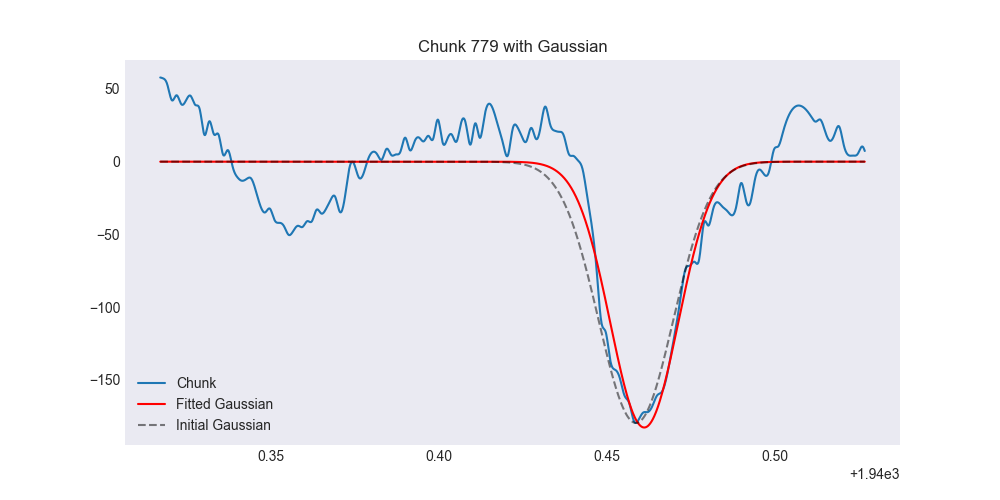 Chunk 779 with Gaussian
50
0
−50
−100
−150
Chunk
Fitted Gaussian
Initial Gaussian
0.35 0.40 0.45 0.50
+1.94e3